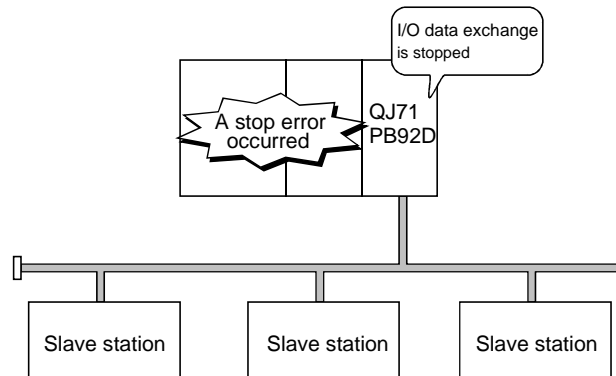 I/O data exchange
is stopped
QJ71
PB92D
A stop error
occurred
Slave station
Slave station
Slave station